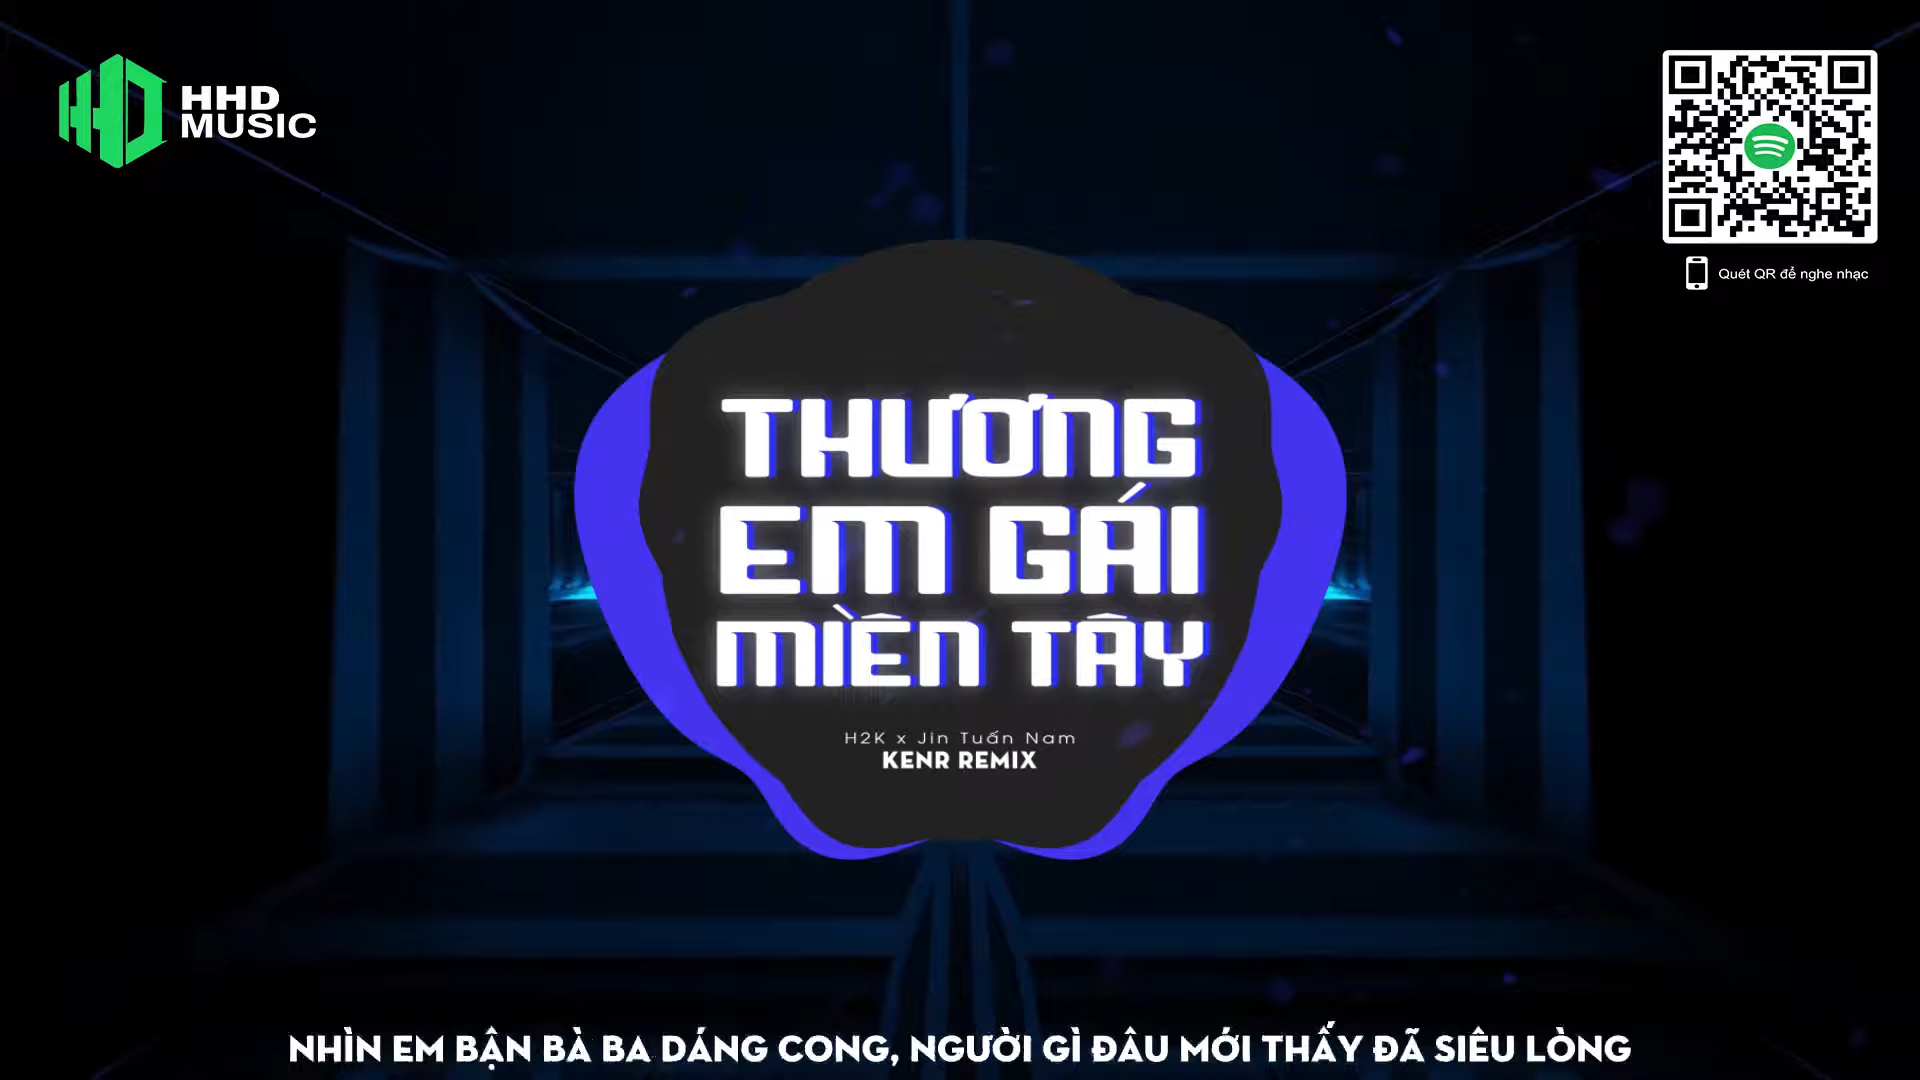 HHD
MUSIC
Quét QR để nghe nhạc
THƯƠNG
EM GÁI
MIỀN TÂY
H2K x Jin Tuấn Nam
KENR REMIX
NHÌN EM BẬN BÀ BA DÁNG CONG, NGƯỜI GÌ ĐÂU MỚI THẤY ĐÃ SIÊU LÒNG